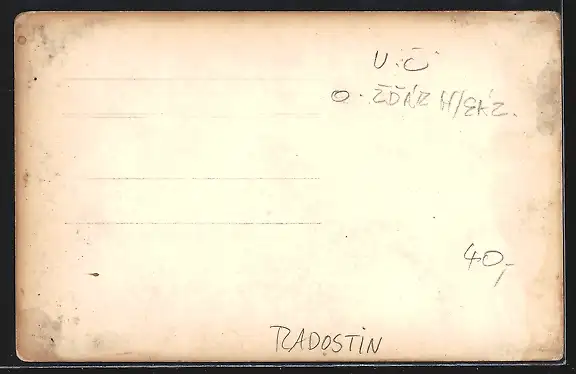 V.Č.
O. ŽĎÁR N/SÁZ.
40,-
RADOSTIN